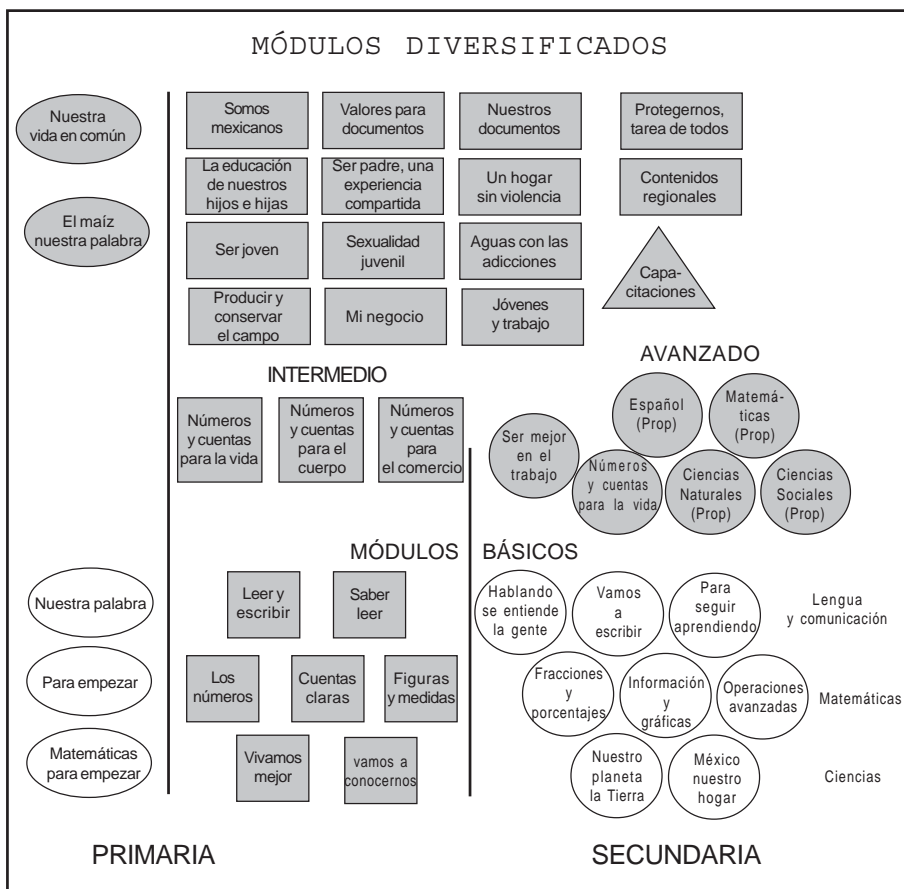 MÓDULOS DIVERSIFICADOS
Nuestra
vida en común
El maíz
nuestra palabra
Somos
mexicanos
Valores para
documentos
Nuestros
documentos
Protegernos,
tarea de todos
La educación
de nuestros
hijos e hijas
Ser padre, una
experiencia
compartida
Un hogar
sin violencia
Contenidos
regionales
Ser joven
Sexualidad
juvenil
Aguas con las
adicciones
Capa-
citaciones
Producir y
conservar
el campo
Mi negocio
Jóvenes
y trabajo
INTERMEDIO
AVANZADO
Números
y cuentas
para la vida
Números
y cuentas
para el
cuerpo
Números
y cuentas
para
el comercio
Ser mejor
en el
trabajo
Español
(Prop)
Matemá-
ticas
(Prop)
Números
y cuentas
para la vida
Ciencias
Naturales
(Prop)
Ciencias
Sociales
(Prop)
MÓDULOS BÁSICOS
Nuestra palabra
Leer y
escribir
Saber
leer
Hablando
se entiende
la gente
Vamos
a
escribir
Para
seguir
aprendiendo
Lengua
y comunicación
Para empezar
Los
números
Cuentas
claras
Figuras
y medidas
Fracciones
y
porcentajes
Información
y
gráficas
Operaciones
avanzadas
Matemáticas
Matemáticas
para empezar
Vivamos
mejor
vamos a
conocernos
Nuestro
planeta
la Tierra
México
nuestro
hogar
Ciencias
PRIMARIA
SECUNDARIA